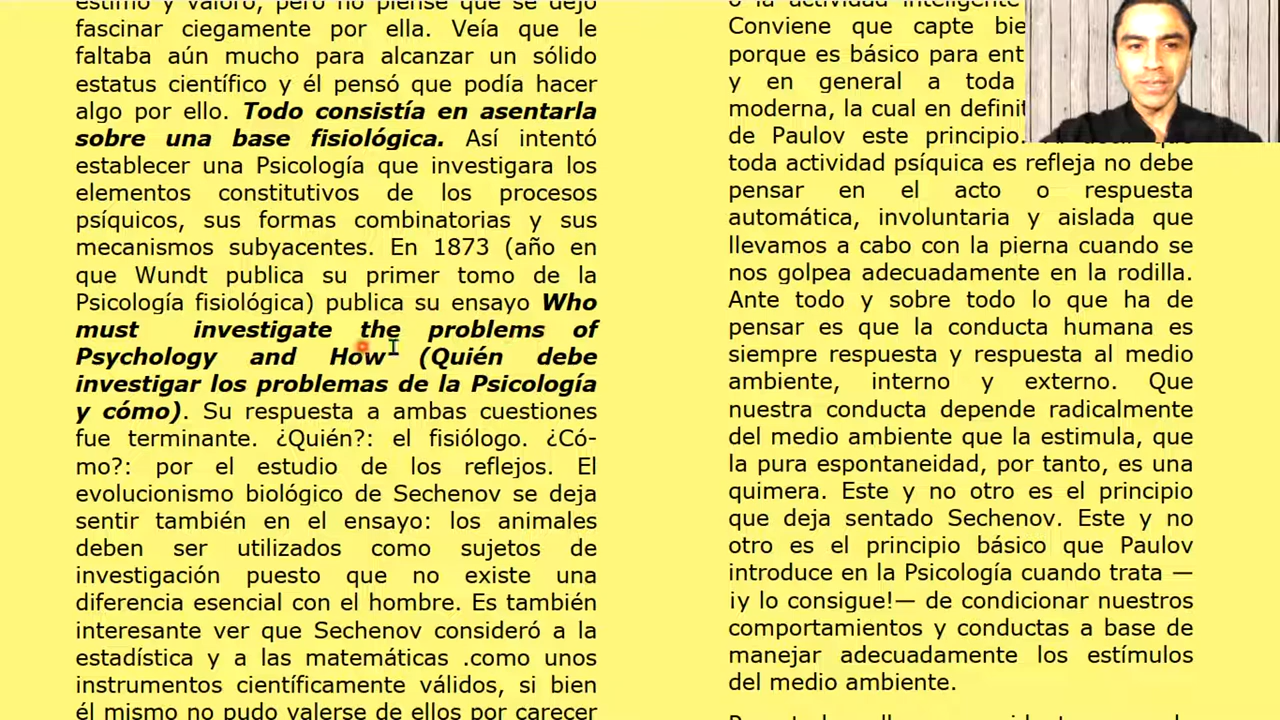 estimó y valoró, pero no piense que se dejó
fascinar ciegamente por ella. Veía que le
faltaba aún mucho para alcanzar un sólido
estatus científico y él pensó que podía hacer
algo por ello. Todo consistía en asentarla
sobre una base fisiológica. Así intentó
establecer una Psicología que investigara los
elementos constitutivos de los procesos
psíquicos, sus formas combinatorias y sus
mecanismos subyacentes. En 1873 (año en
que Wundt publica su primer tomo de la
Psicología fisiológica) publica su ensayo Who
must investigate the problems of
Psychology and How (Quién debe
investigar los problemas de la Psicología
y cómo). Su respuesta a ambas cuestiones
fue terminante. ¿Quién?: el fisiólogo. ¿Có-
mo?: por el estudio de los reflejos. El
evolucionismo biológico de Sechenov se deja
sentir también en el ensayo: los animales
deben ser utilizados como sujetos de
investigación puesto que no existe una
diferencia esencial con el hombre. Es también
interesante ver que Sechenov consideró a la
estadística y a las matemáticas .como unos
instrumentos científicamente válidos, si bien
él mismo no pudo valerse de ellos por carecer
o la actividad inteligente
Conviene que capte
porque es básico para
y en general a toda
moderna, la cual en
de Paulov este principio.
toda actividad psíquica es refleja no debe
pensar en el acto o respuesta
automática, involuntaria y aislada que
llevamos a cabo con la pierna cuando se
nos golpea adecuadamente en la rodilla.
Ante todo y sobre todo lo que ha de
pensar es que la conducta humana es
siempre respuesta y respuesta al medio
ambiente, interno y externo. Que
nuestra conducta depende radicalmente
del medio ambiente que la estimula, que
la pura espontaneidad, por tanto, es una
quimera. Este y no otro es el principio
que deja sentado Sechenov. Este y no
otro es el principio básico que Paulov
introduce en la Psicología cuando trata —
¡y lo consigue!— de condicionar nuestros
comportamientos y conductas a base de
manejar adecuadamente los estímulos
del medio ambiente.